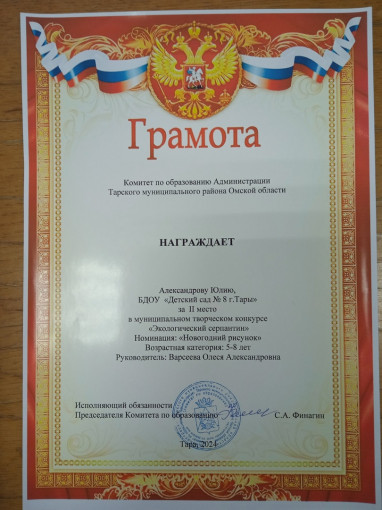 Грамота
Комитет по образованию Администрации
Тарского муниципального района Омской области
НАГРАЖДАЕТ
Александрову Юлию,
БДОУ «Детский сад № 8 г.Тары»
за II место
в муниципальном творческом конкурсе
«Экологический серпантин»
Номинация: «Новогодний рисунок»
Возрастная категория: 5-8 лет
Руководитель: Варсеева Олеся Александровна
Исполняющий обязанности
Председателя Комитета по образованию С.А. Финагин
Тара, 2024